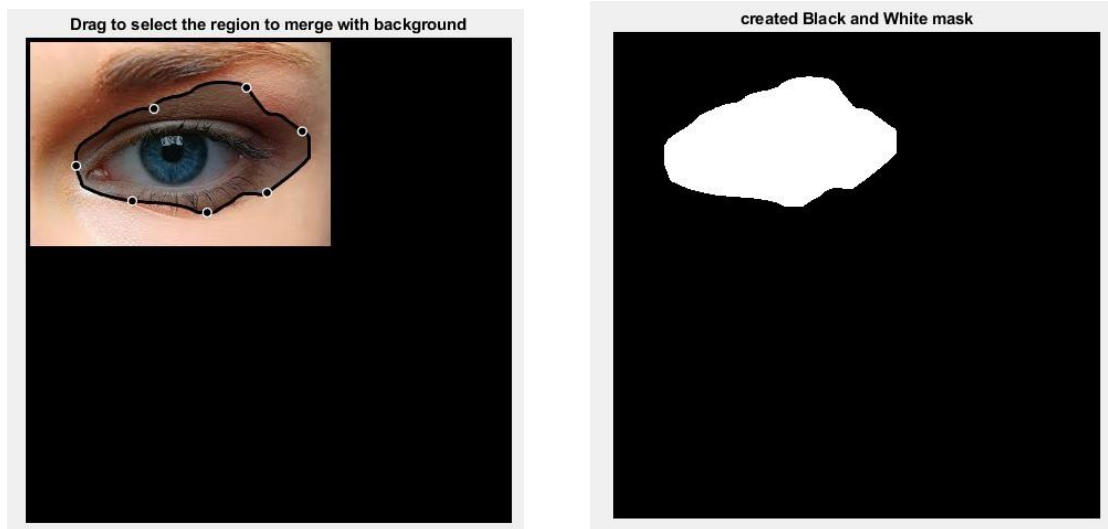 Drag to select the region to merge with background
created Black and White mask